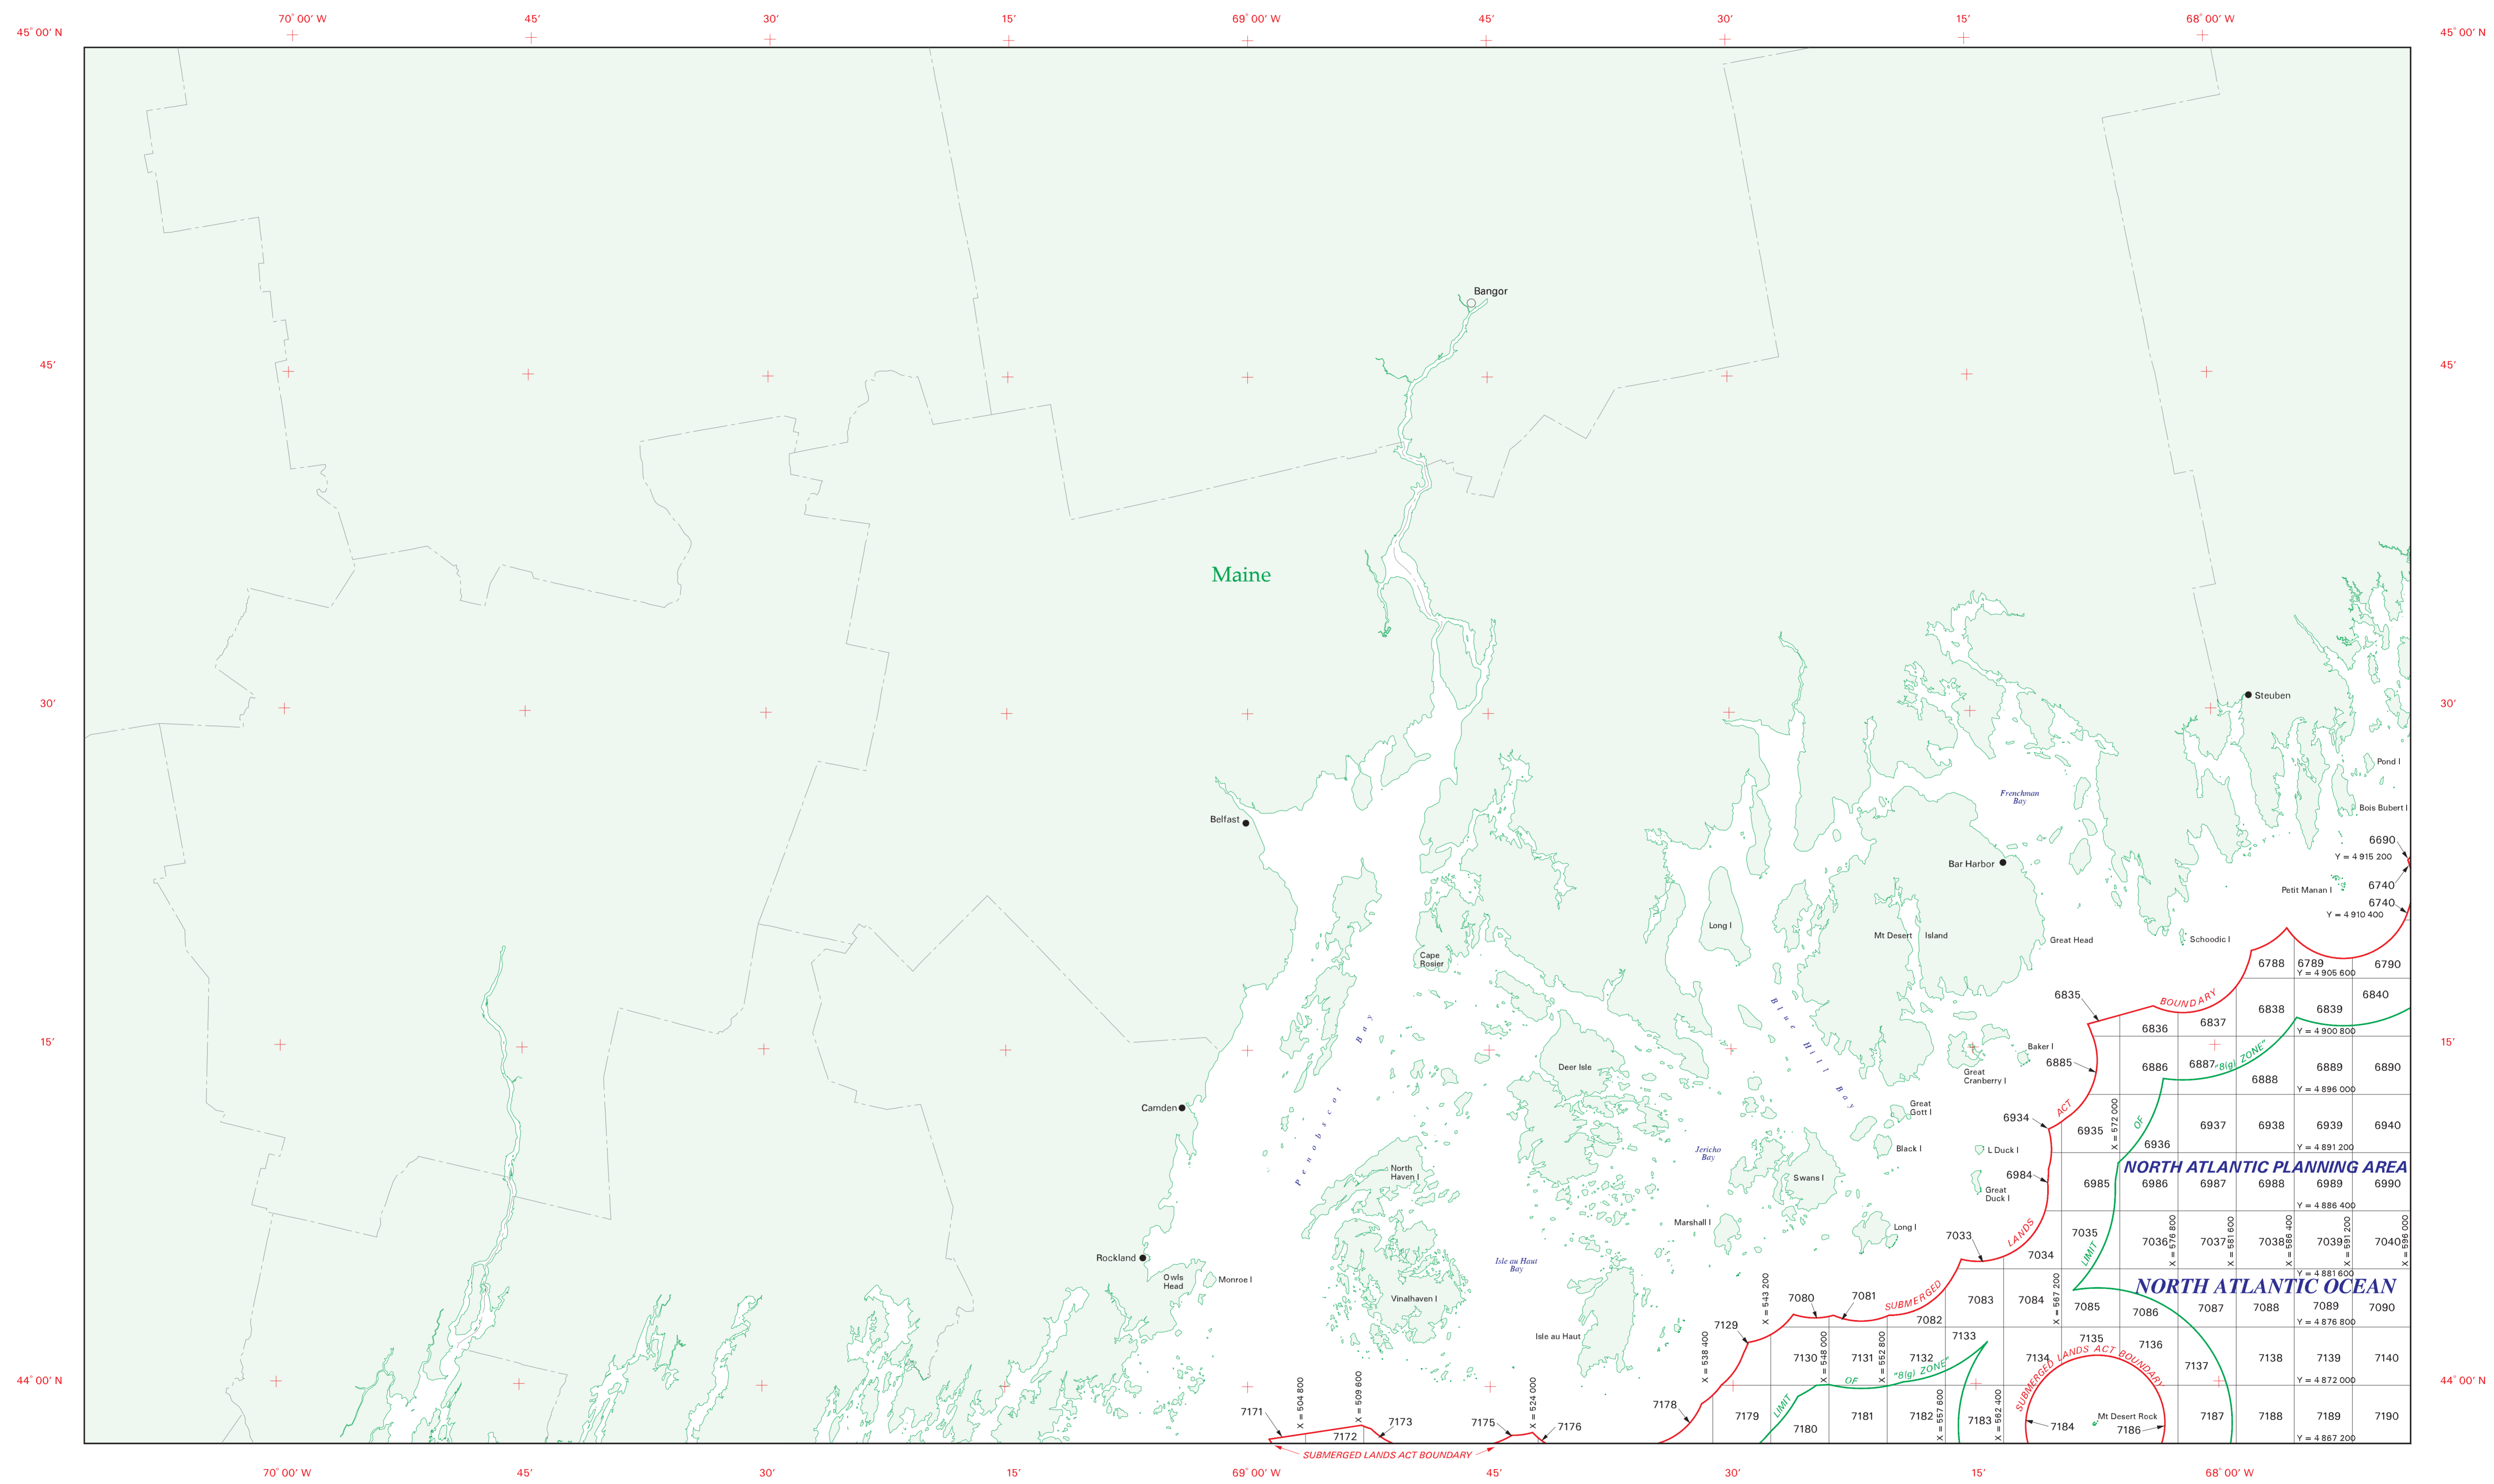 70° 00’ W
45’
30’
15’
69° 00’ W
45’
30’
15’
68° 00’ W
45° 00’ N
45° 00’ N
Bangor
45’
45’
Maine
30’
30’
Steuben
Pond I
Frenchman
Bay
Bois Bubert I
Belfast
6690
Y = 4 915 200
Bar Harbor
6740
Petit Manan I
6740
Y = 4 910 400
Long I
Mt Desert Island
Great Head
Schoodic I
Cape
Rosier
6788
6789
6790
Y = 4 905 600
6835
BOUNDARY
6838
6839
6840
Blue Hill Bay
Penobscot Bay
6836
6837
Y = 4 900 800
15’
15’
Baker I
6885
Deer Isle
Great
Cranberry I
6886
6887
“8(g) ZONE”
6888
6889
6890
Y = 4 896 000
Camden
Great
Gott I
ACT
6934
6935
X = 572 000
OF
6936
6937
6938
6939
6940
Y = 4 891 200
Black I
L Duck I
Jericho
Bay
North
Haven I
Swans I
NORTH ATLANTIC PLANNING AREA
6984
6985
6986
6987
6988
6989
6990
Great
Duck I
Y = 4 886 400
Marshall I
Long I
7033
LANDS
7034
7035
LIMIT
7036
X = 576 800
7037
X = 581 600
7038
X = 586 400
7039
X = 591 200
7040
X = 596 000
Rockland
Isle au Haut
Bay
Owls
Head
Monroe I
Y = 4 881 600
NORTH ATLANTIC OCEAN
Vinalhaven I
X = 543 200
7080
7081
SUBMERGED
7082
7083
7084
X = 567 200
7085
7086
7087
7088
7089
7090
Y = 4 876 800
Isle au Haut
7129
X = 538 400
7130
X = 548 000
7131
X = 552 800
7132
7133
7134
7135
7136
7137
7138
7139
7140
“8(g) ZONE”
OF
LIMIT
SUBMERGED LANDS ACT BOUNDARY
Y = 4 872 000
44° 00’ N
44° 00’ N
7171
X = 504 800
7172
X = 509 600
7173
7175
X = 524 000
7176
7178
7179
7180
7181
7182
X = 557 600
7183
X = 562 400
7184
Mt Desert Rock
7186
7187
7188
7189
7190
Y = 4 867 200
SUBMERGED LANDS ACT BOUNDARY
70° 00’ W
45’
30’
15’
69° 00’ W
45’
30’
15’
68° 00’ W